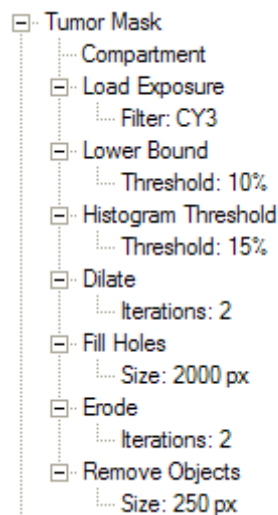 Tumor Mask
Compartment
Load Exposure
Filter: CY3
Lower Bound
Threshold: 10%
Histogram Threshold
Threshold: 15%
Dilate
Iterations: 2
Fill Holes
Size: 2000 px
Erode
Iterations: 2
Remove Objects
Size: 250 px